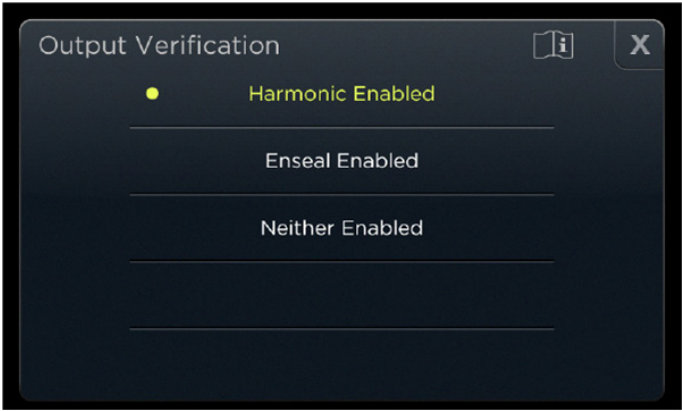 Output Verification
X
Harmonic Enabled
Enseal Enabled
Neither Enabled